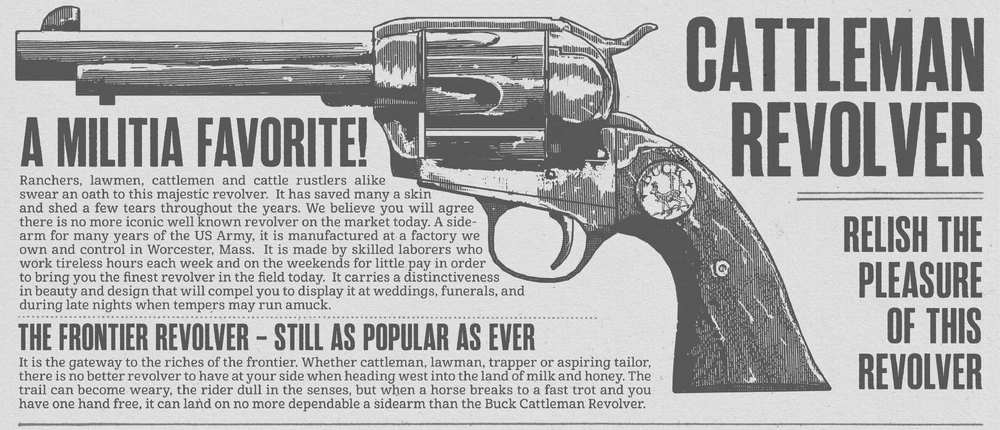 CATTLEMAN
REVOLVER
A MILITIA FAVORITE!
Ranchers, lawmen, cattlemen and cattle rustlers alike
swear an oath to this majestic revolver. It has saved many a skin
and shed a few tears throughout the years. We believe you will agree
there is no more iconic well known revolver on the market today. A side-
arm for many years of the US Army, it is manufactured at a factory we
own and control in Worcester, Mass. It is made by skilled laborers who
work tireless hours each week and on the weekends for little pay in order
to bring you the finest revolver in the field today. It carries a distinctiveness
in beauty and design that will compel you to display it at weddings, funerals, and
during late nights when tempers may run amuck.
THE FRONTIER REVOLVER – STILL AS POPULAR AS EVER
It is the gateway to the riches of the frontier. Whether cattleman, lawman, trapper or aspiring tailor,
there is no better revolver to have at your side when heading west into the land of milk and honey. The
trail can become weary, the rider dull in the senses, but when a horse breaks to a fast trot and you
have one hand free, it can land on no more dependable a sidearm than the Buck Cattleman Revolver.
BUCK
RELISH THE
PLEASURE
OF THIS
REVOLVER